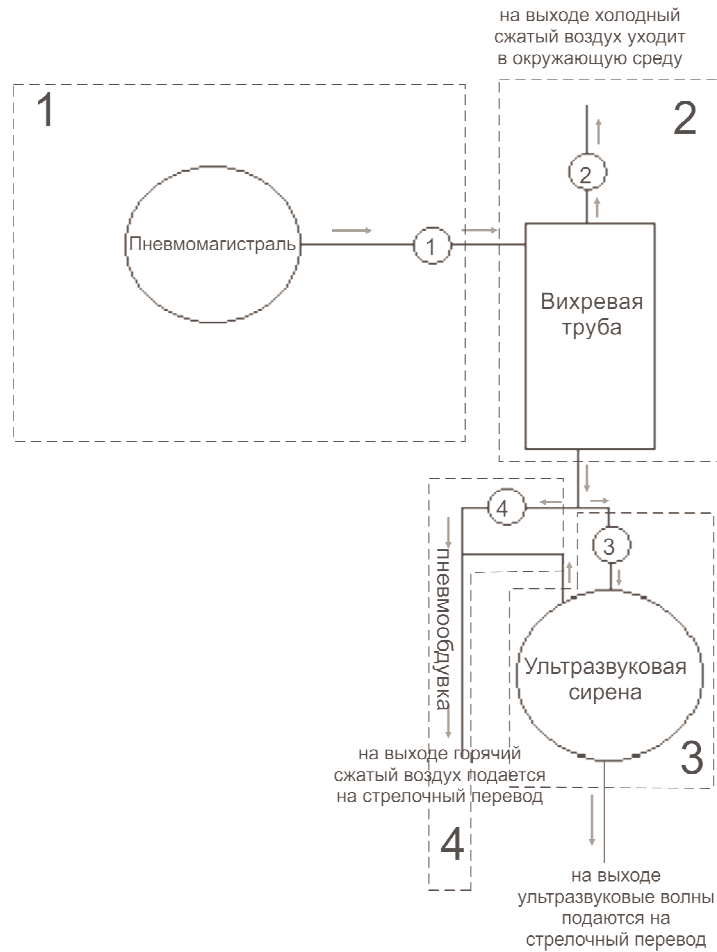 на выходе холодный
сжатый воздух уходит
в окружающую среду
1
2
2
Пневмомагистраль
1
Вихревая
труба
4
3
пневмообдувка
Ультразвуковая
сирена
3
на выходе горячий
сжатый воздух подается
на стрелочный перевод
4
на выходе
ультразвуковые волны
подаются на
стрелочный перевод